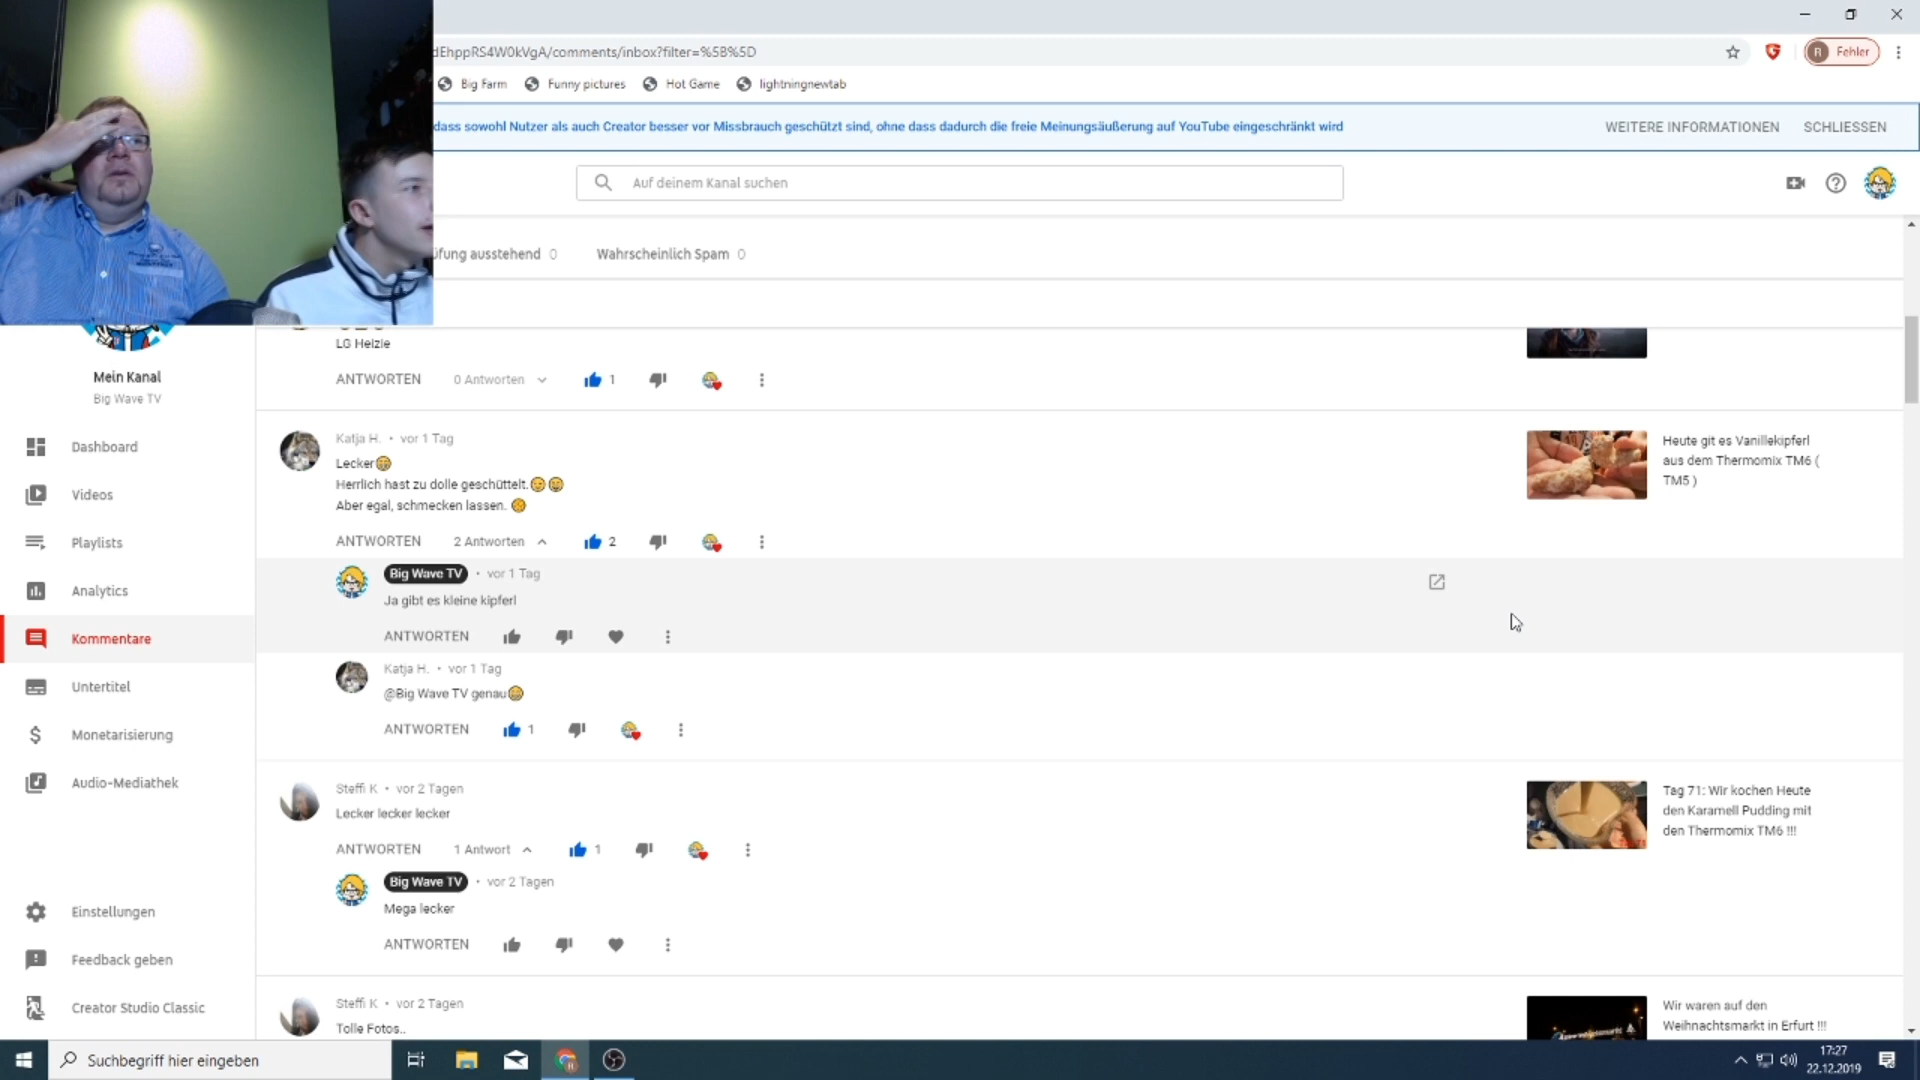 dEhppRS4W0kVgA/comments/inbox?filter=%5B%5D
R Fehler
Big Farm
Funny pictures
Hot Game
lightningnewtab
dass sowohl Nutzer als auch Creator besser vor Missbrauch geschützt sind, ohne dass dadurch die freie Meinungsäußerung auf YouTube eingeschränkt wird
WEITERE INFORMATIONEN
SCHLIESSEN
Auf deinem Kanal suchen
üfung ausstehend 0
Wahrscheinlich Spam 0
Mein Kanal
Big Wave TV
Dashboard
Videos
Playlists
Analytics
Kommentare
Untertitel
Monetarisierung
Audio-Mediathek
Einstellungen
Feedback geben
Creator Studio Classic
LG Heizie
ANTWORTEN 0 Antworten 1
Katja H. • vor 1 Tag
Lecker
Herrlich hast zu dolle geschüttelt.
Aber egal, schmecken lassen.
ANTWORTEN 2 Antworten 2
Heute git es Vanillekipferl
aus dem Thermomix TM6 (
TM5 )
Big Wave TV • vor 1 Tag
Ja gibt es kleine kipferl
ANTWORTEN
Katja H. • vor 1 Tag
@Big Wave TV genau
ANTWORTEN 1
Steffi K • vor 2 Tagen
Lecker lecker lecker
ANTWORTEN 1 Antwort 1
Tag 71: Wir kochen Heute
den Karamell Pudding mit
den Thermomix TM6 !!!
Big Wave TV • vor 2 Tagen
Mega lecker
ANTWORTEN
Steffi K • vor 2 Tagen
Tolle Fotos..
Wir waren auf den
Weihnachtsmarkt in Erfurt !!!
Suchbegriff hier eingeben
17:27
22.12.2019